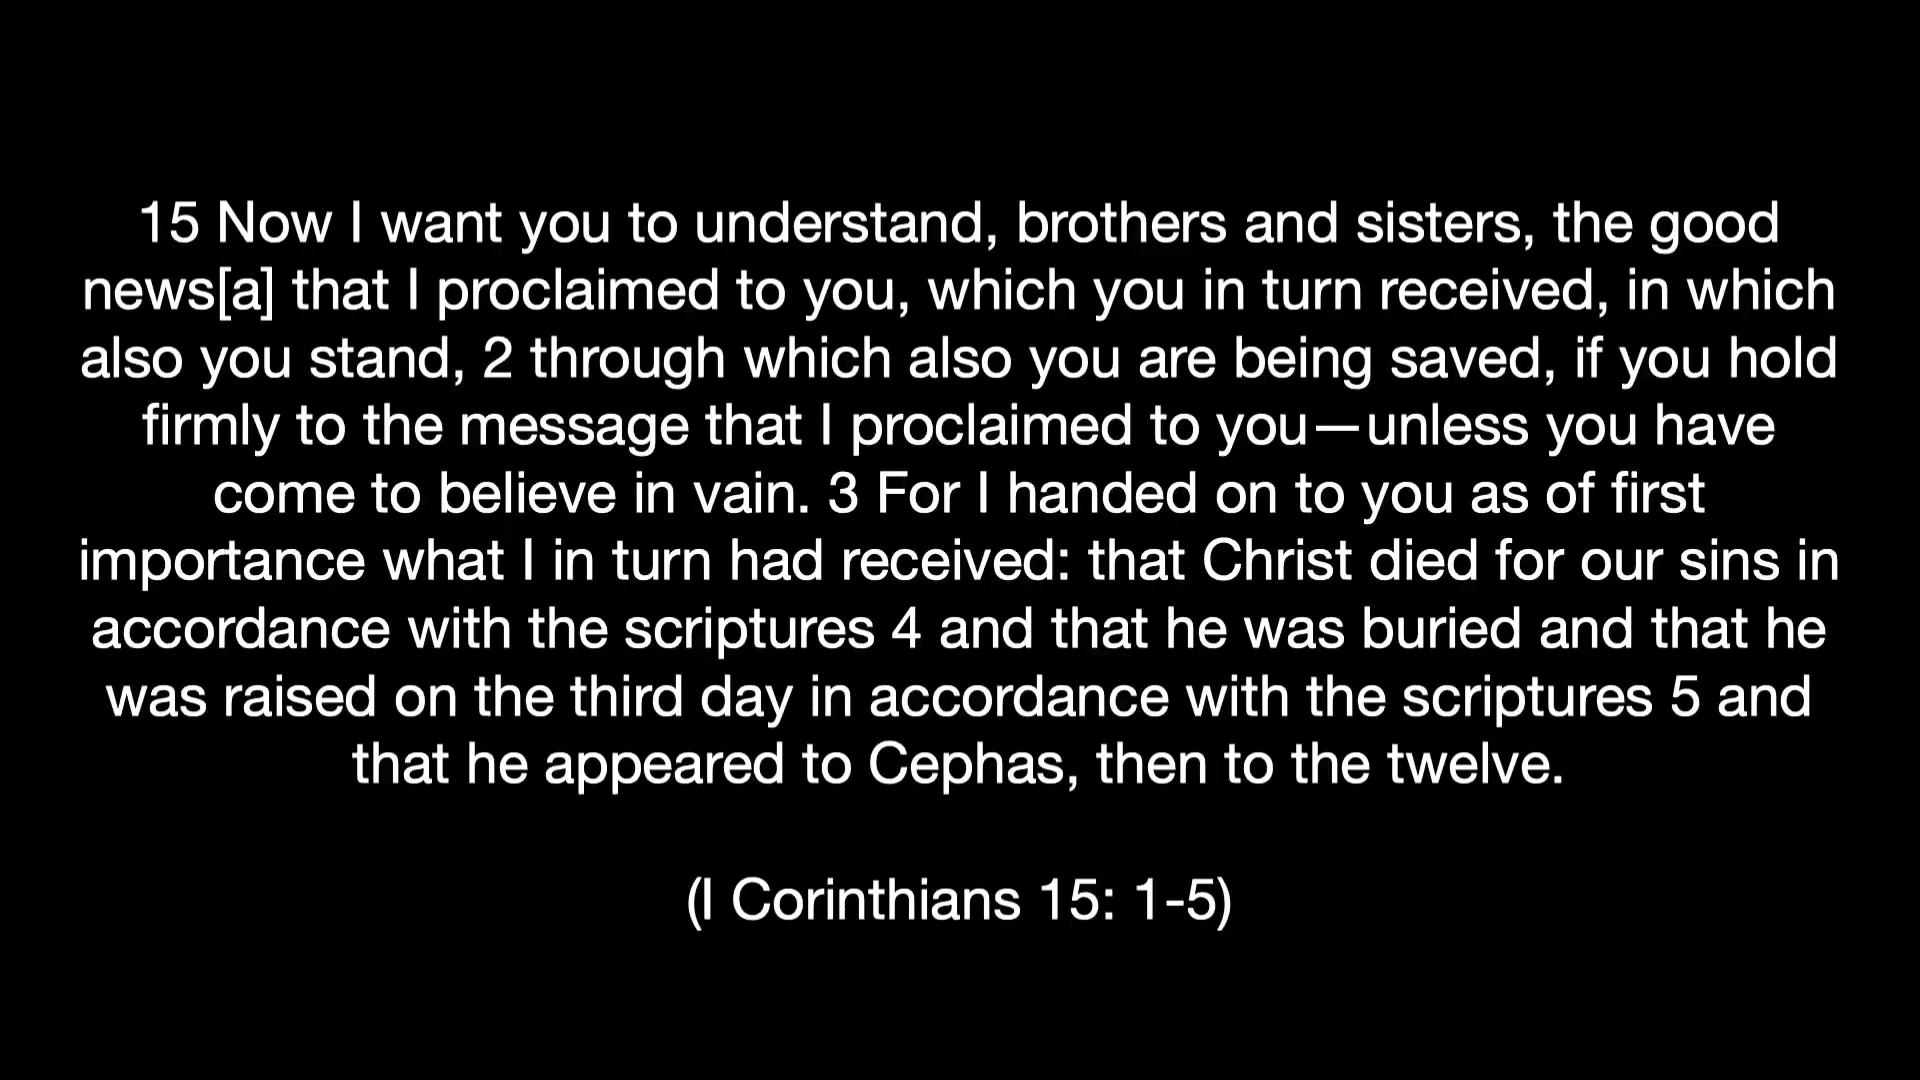 15 Now I want you to understand, brothers and sisters, the good
news[a] that I proclaimed to you, which you in turn received, in which
also you stand, 2 through which also you are being saved, if you hold
firmly to the message that I proclaimed to you—unless you have
come to believe in vain. 3 For I handed on to you as of first
importance what I in turn had received: that Christ died for our sins in
accordance with the scriptures 4 and that he was buried and that he
was raised on the third day in accordance with the scriptures 5 and
that he appeared to Cephas, then to the twelve.
(I Corinthians 15: 1-5)